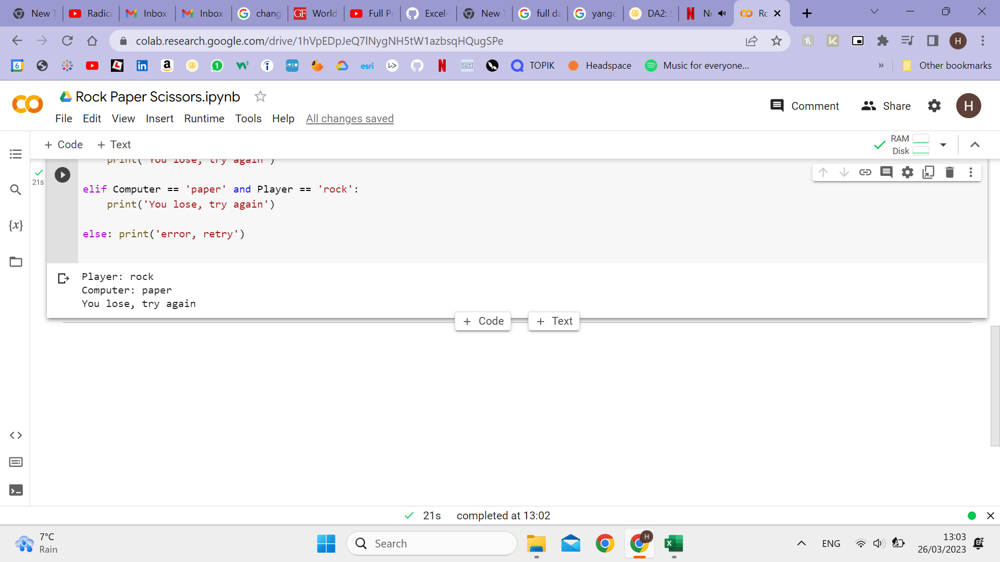 New T
Radica
Inbox
Inbox
chang
World
Full Pr
Excel-
New T
full da
yango
DA2: S
Ne
Ro
colab.research.google.com/drive/1hVpEDpJeQ7lNygNH5tW1azbsqHQugSPe
H
6
TOPIK
Headspace
Music for everyone...
»
Other bookmarks
Rock Paper Scissors.ipynb
Comment
Share
H
File Edit View Insert Runtime Tools Help All changes saved
+ Code + Text
RAM
Disk
print('You lose, try again')
21s
elif Computer == 'paper' and Player == 'rock':
print('You lose, try again')
else: print('error, retry')
{x}
Player: rock
Computer: paper
You lose, try again
+ Code + Text
21s completed at 13:02
7°C
Rain
Search
H
ENG
13:03
26/03/2023